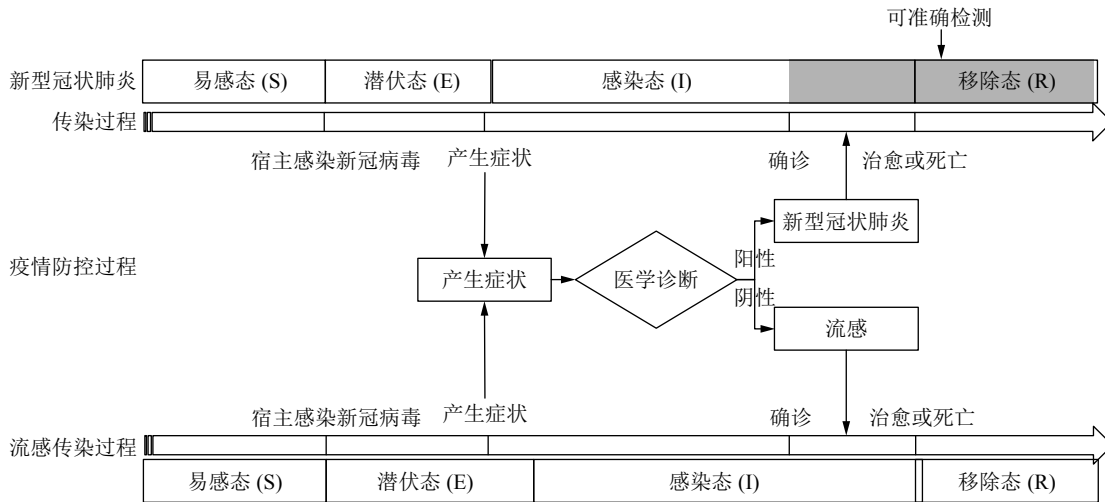 可准确检测
新型冠状肺炎
易感态 (S)
潜伏态 (E)
感染态 (I)
移除态 (R)
传染过程
宿主感染新冠病毒
产生症状
确诊
治愈或死亡
新型冠状肺炎
疫情防控过程
产生症状
医学诊断
阳性
阴性
流感
宿主感染新冠病毒
产生症状
确诊
治愈或死亡
流感传染过程
易感态 (S)
潜伏态 (E)
感染态 (I)
移除态 (R)